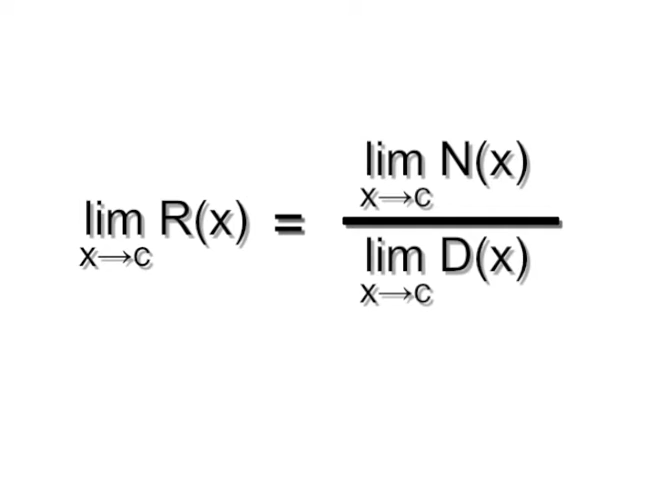 lim N(x)
x→c
lim R(x) =
x→c
lim D(x)
x→c